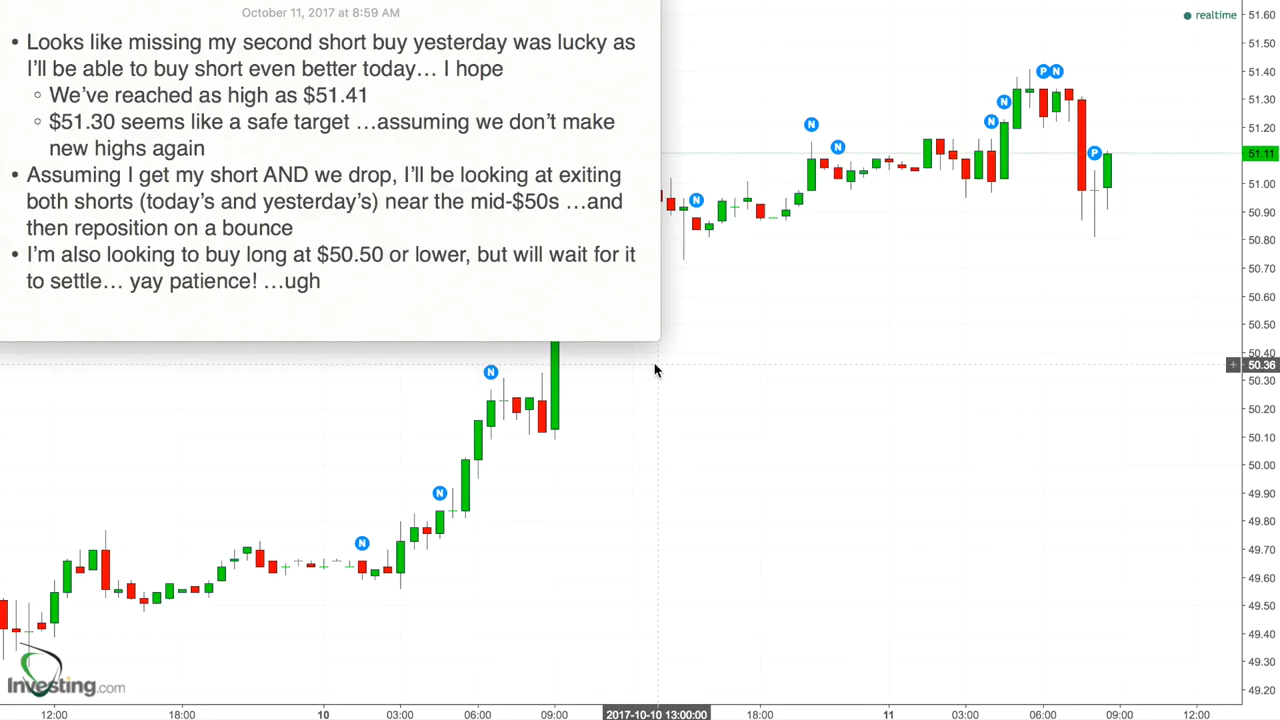 October 11, 2017 at 8:59 AM
• Looks like missing my second short buy yesterday was lucky as
I'll be able to buy short even better today… I hope
◦ We've reached as high as $51.41
◦ $51.30 seems like a safe target …assuming we don't make
new highs again
• Assuming I get my short AND we drop, I'll be looking at exiting
both shorts (today's and yesterday's) near the mid-$50s …and
then reposition on a bounce
• I'm also looking to buy long at $50.50 or lower, but will wait for it
to settle… yay patience! …ugh
realtime
51.60
51.50
51.40
51.30
51.20
51.11
51.00
50.90
50.80
50.70
50.60
50.50
50.40
50.36
50.30
50.20
50.10
50.00
49.90
49.80
49.70
49.60
49.50
49.40
49.30
49.20
P N
N
N
N
N
P
N
N
N
N
Investing.com
12:00 18:00 10 03:00 06:00 09:00 2017-10-10 13:00:00 18:00 11 03:00 06:00 09:00 12:00